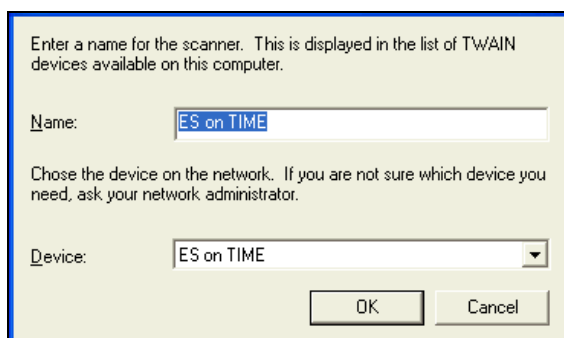 Enter a name for the scanner.  This is displayed in the list of TWAIN
devices available on this computer.
Name:
ES on TIME
Chose the device on the network.  If you are not sure which device you
need, ask your network administrator.
Device:
ES on TIME
OK
Cancel